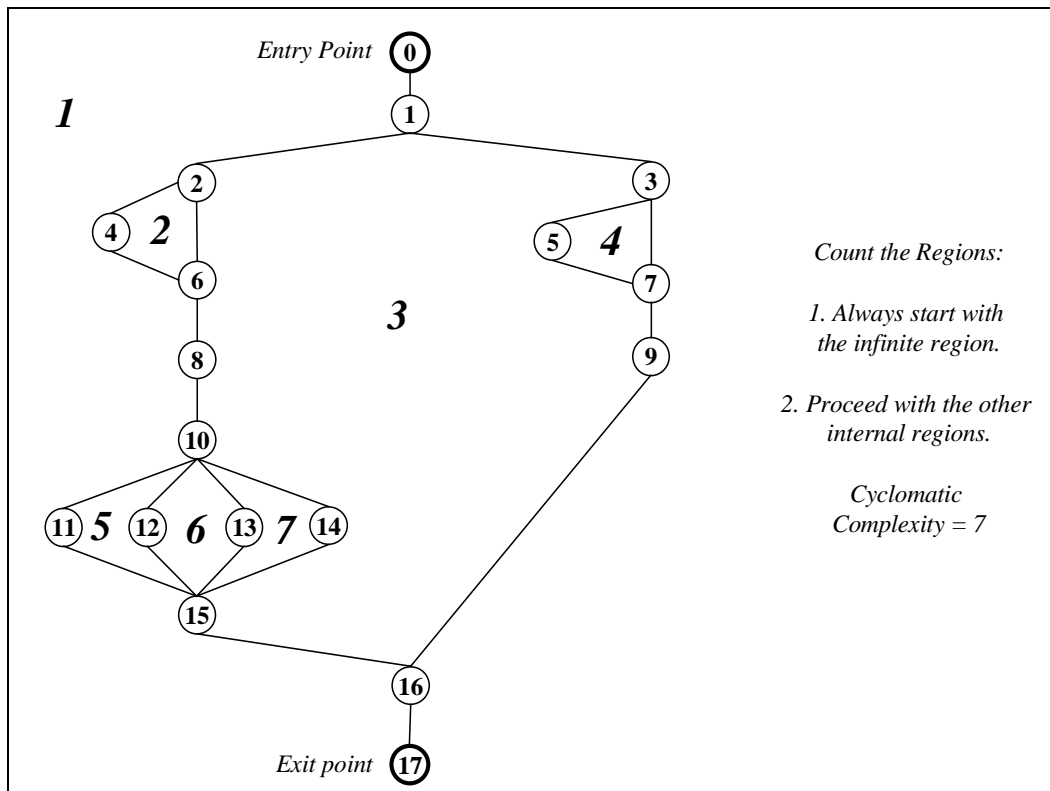 Entry Point
0
1
1
2
3
4
2
5
4
6
7
3
8
9
10
11
5
12
6
13
7
14
15
16
Exit point
17
Count the Regions:
1. Always start with
the infinite region.
2. Proceed with the other
internal regions.
Cyclomatic
Complexity = 7